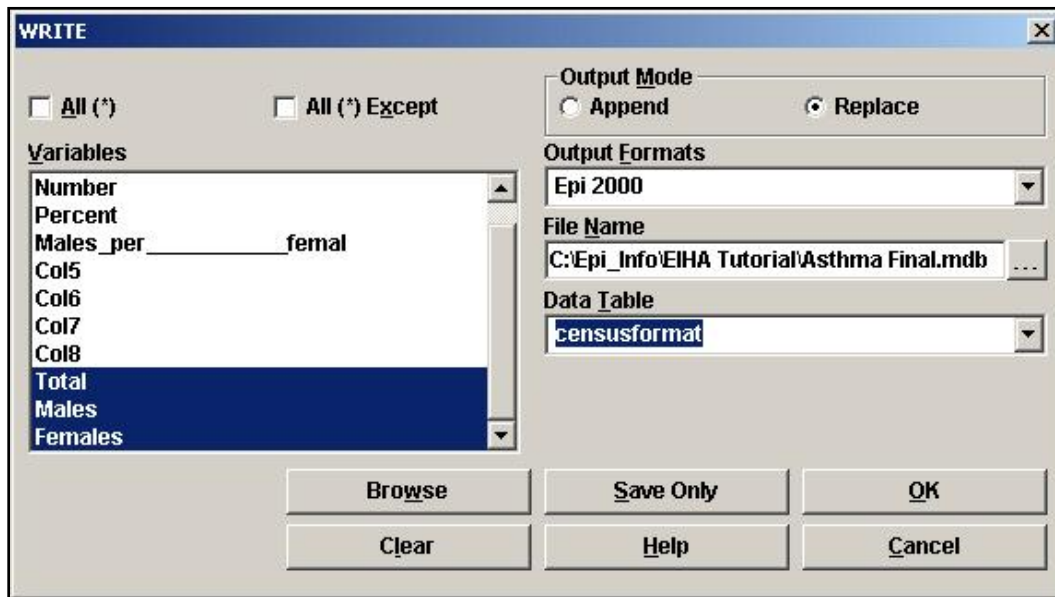 WRITE
All (*)
All (*) Except
Output Mode
Append
Replace
Variables
Number
Percent
Males_per____________femal
Col5
Col6
Col7
Col8
Total
Males
Females
Output Formats
Epi 2000
File Name
C:\Epi_Info\EIHA Tutorial\Asthma Final.mdb
...
Data Table
censusformat
Browse
Save Only
OK
Clear
Help
Cancel